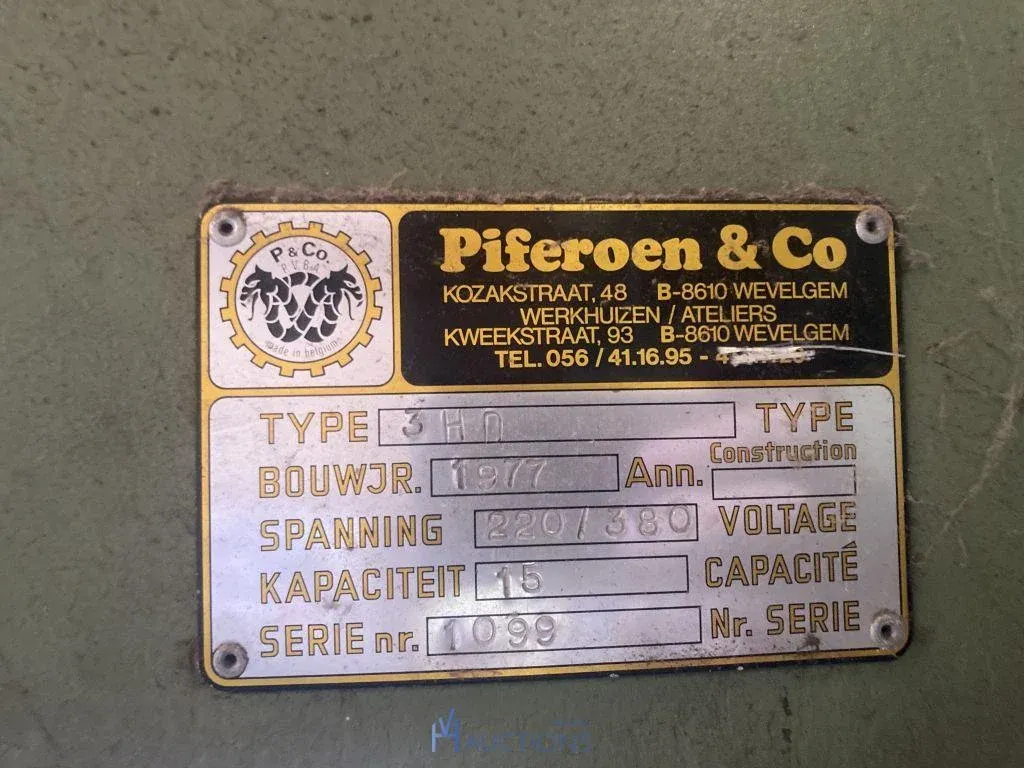 P & Co.
P.V.B.A
made in belgium
Piferoen & Co
KOZAKSTRAAT, 48 B-8610 WEVELGEM
WERKHUIZEN / ATELIERS
KWEEKSTRAAT, 93 B-8610 WEVELGEM
TEL. 056 / 41.16.95 -
TYPE 3HD TYPE
BOUWJR. 1977 Ann. Construction
SPANNING 220/380 VOLTAGE
KAPACITEIT 15 CAPACITÉ
SERIE nr. 1099 Nr. SERIE
AUCTIONS